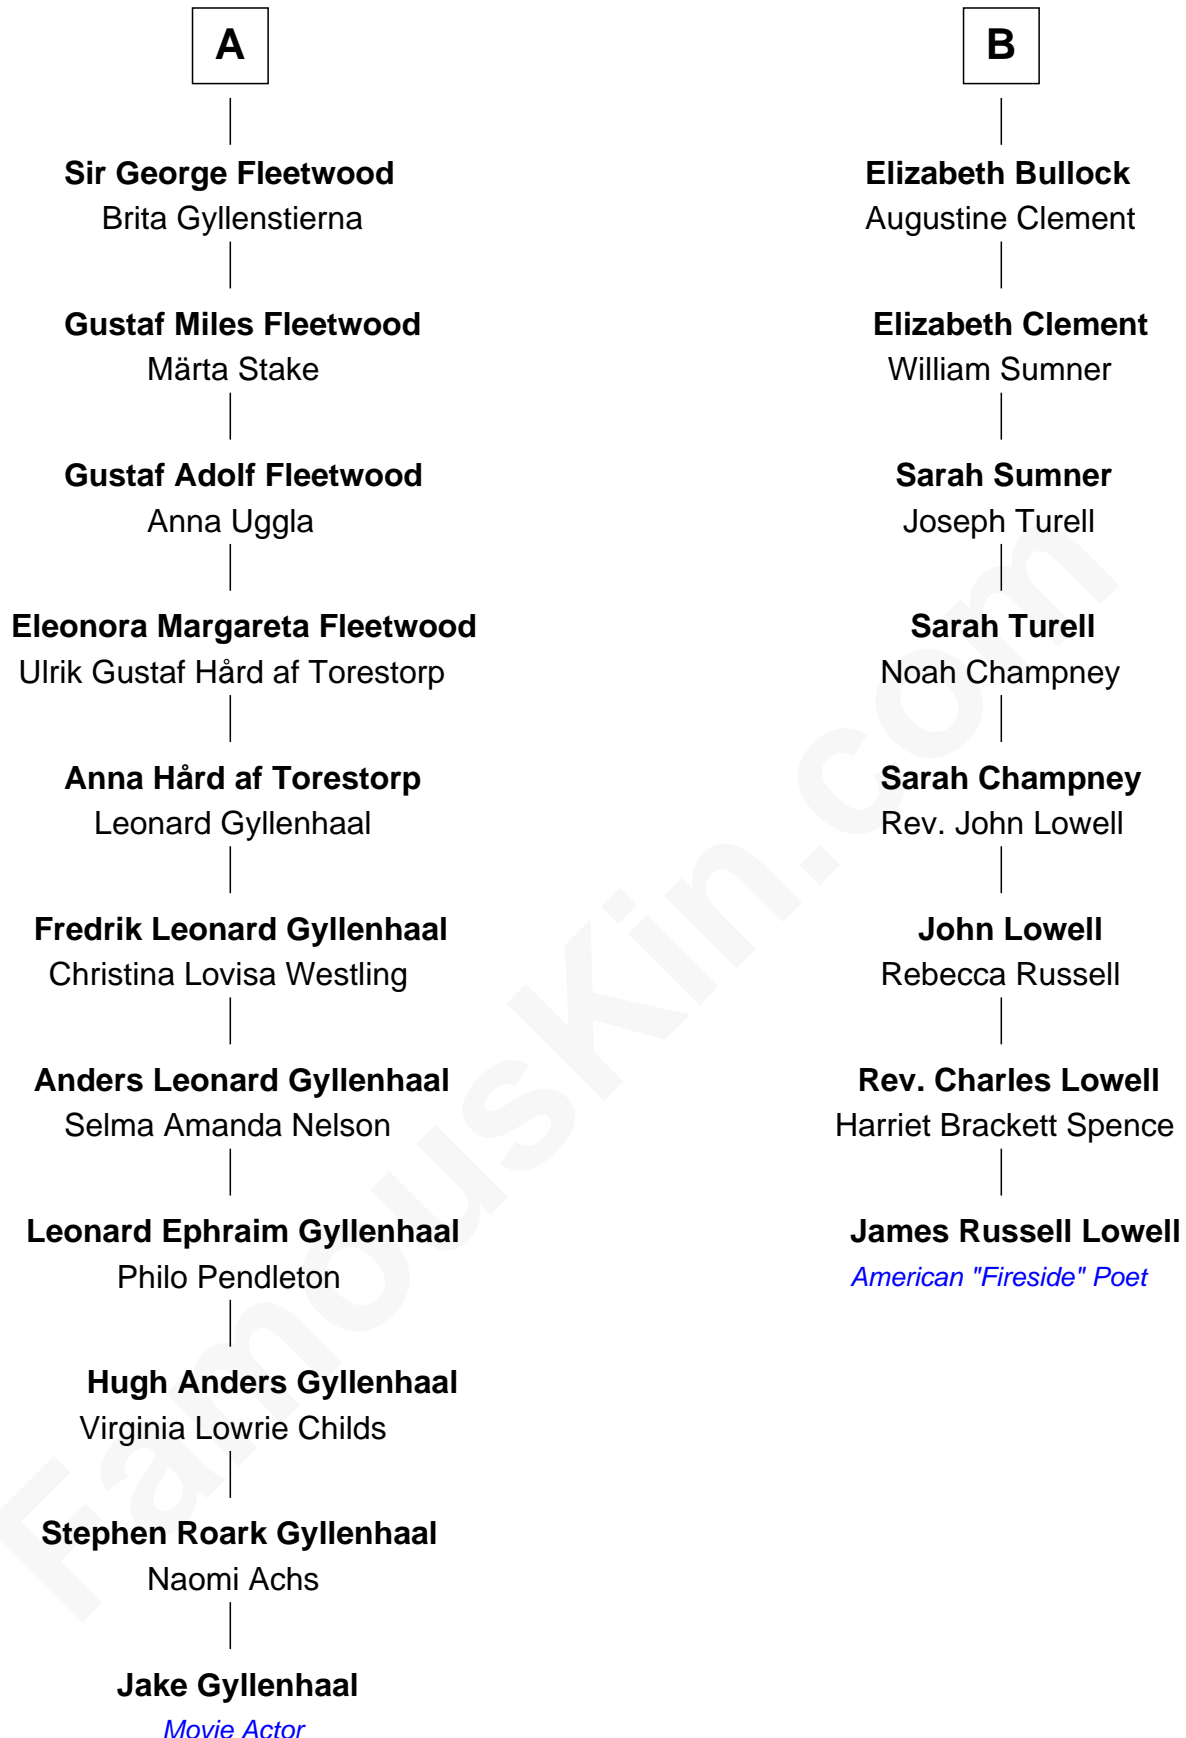 A
Sir George Fleetwood
Brita Gyllenstierna
Gustaf Miles Fleetwood
Märta Stake
Gustaf Adolf Fleetwood
Anna Uggla
Eleonora Margareta Fleetwood
Ulrik Gustaf Hård af Torestorp
Anna Hård af Torestorp
Leonard Gyllenhaal
Fredrik Leonard Gyllenhaal
Christina Lovisa Westling
Anders Leonard Gyllenhaal
Selma Amanda Nelson
Leonard Ephraim Gyllenhaal
Philo Pendleton
Hugh Anders Gyllenhaal
Virginia Lowrie Childs
Stephen Roark Gyllenhaal
Naomi Achs
Jake Gyllenhaal
Movie Actor
B
Elizabeth Bullock
Augustine Clement
Elizabeth Clement
William Sumner
Sarah Sumner
Joseph Turell
Sarah Turell
Noah Champney
Sarah Champney
Rev. John Lowell
John Lowell
Rebecca Russell
Rev. Charles Lowell
Harriet Brackett Spence
James Russell Lowell
American "Fireside" Poet
FamousKin.com